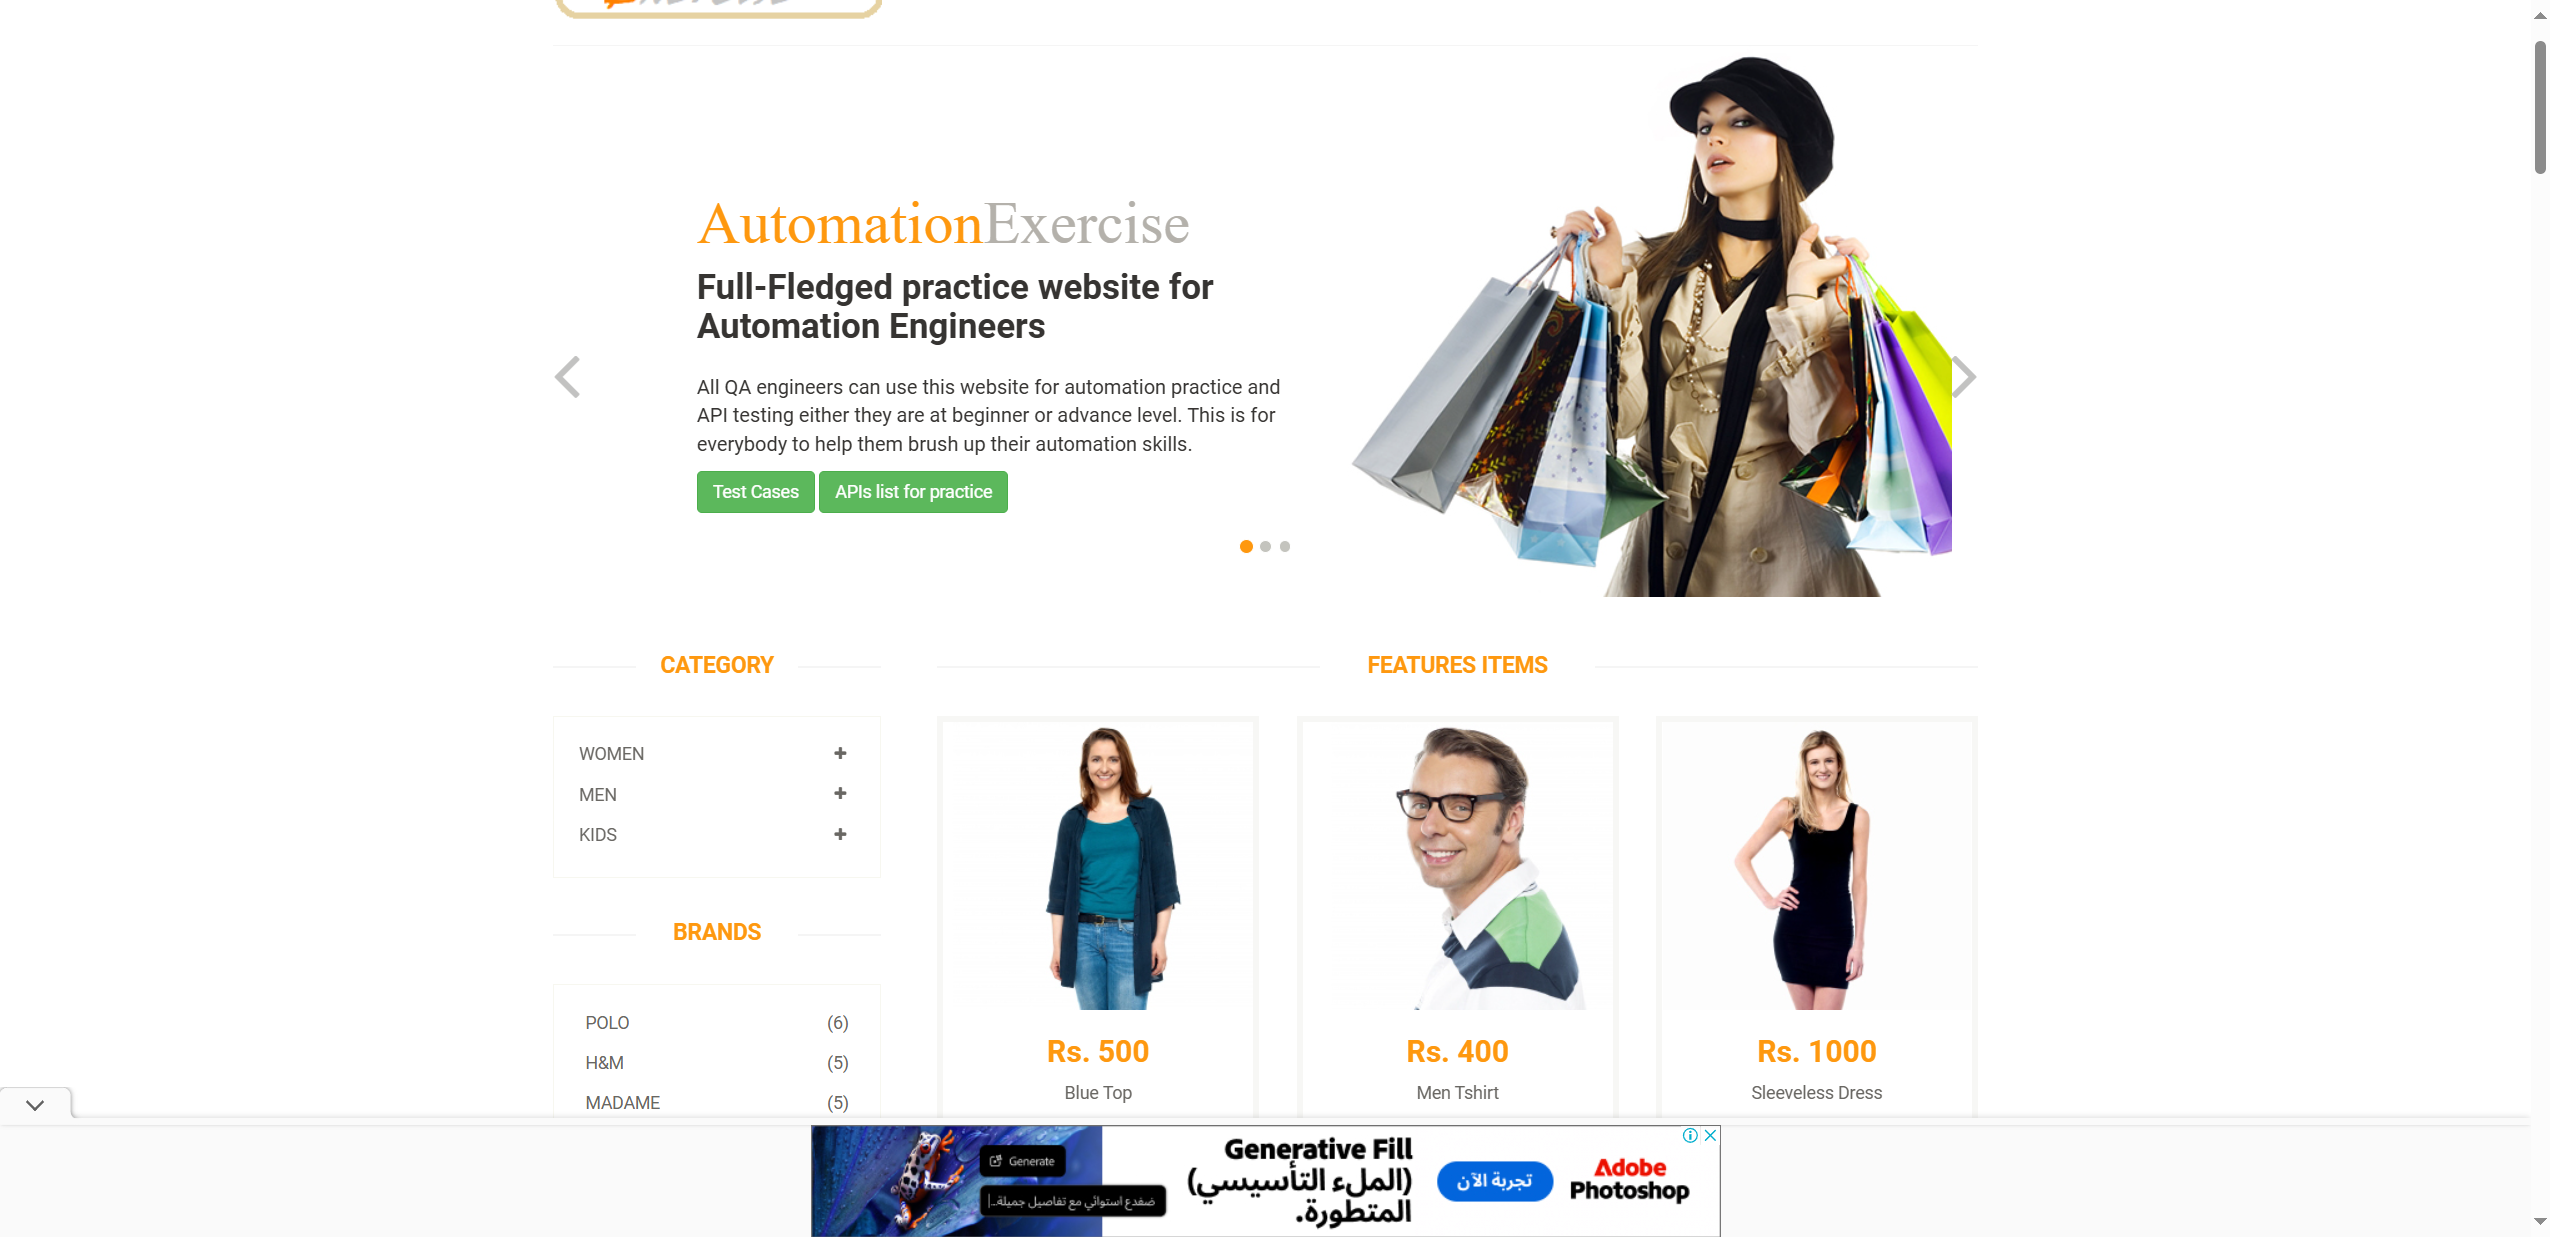 AutomationExercise
Full-Fledged practice website for
Automation Engineers
All QA engineers can use this website for automation practice and
API testing either they are at beginner or advance level. This is for
everybody to help them brush up their automation skills.
Test Cases
APIs list for practice
CATEGORY
WOMEN
MEN
KIDS
BRANDS
POLO (6)
H&M (5)
MADAME (5)
FEATURES ITEMS
Rs. 500
Blue Top
Rs. 400
Men Tshirt
Rs. 1000
Sleeveless Dress
Generate
ضفدع استوائي مع تفاصيل جميلة...
Generative Fill
(الملء التأسيسي)
المتطورة.
تجربة الآن
Adobe
Photoshop